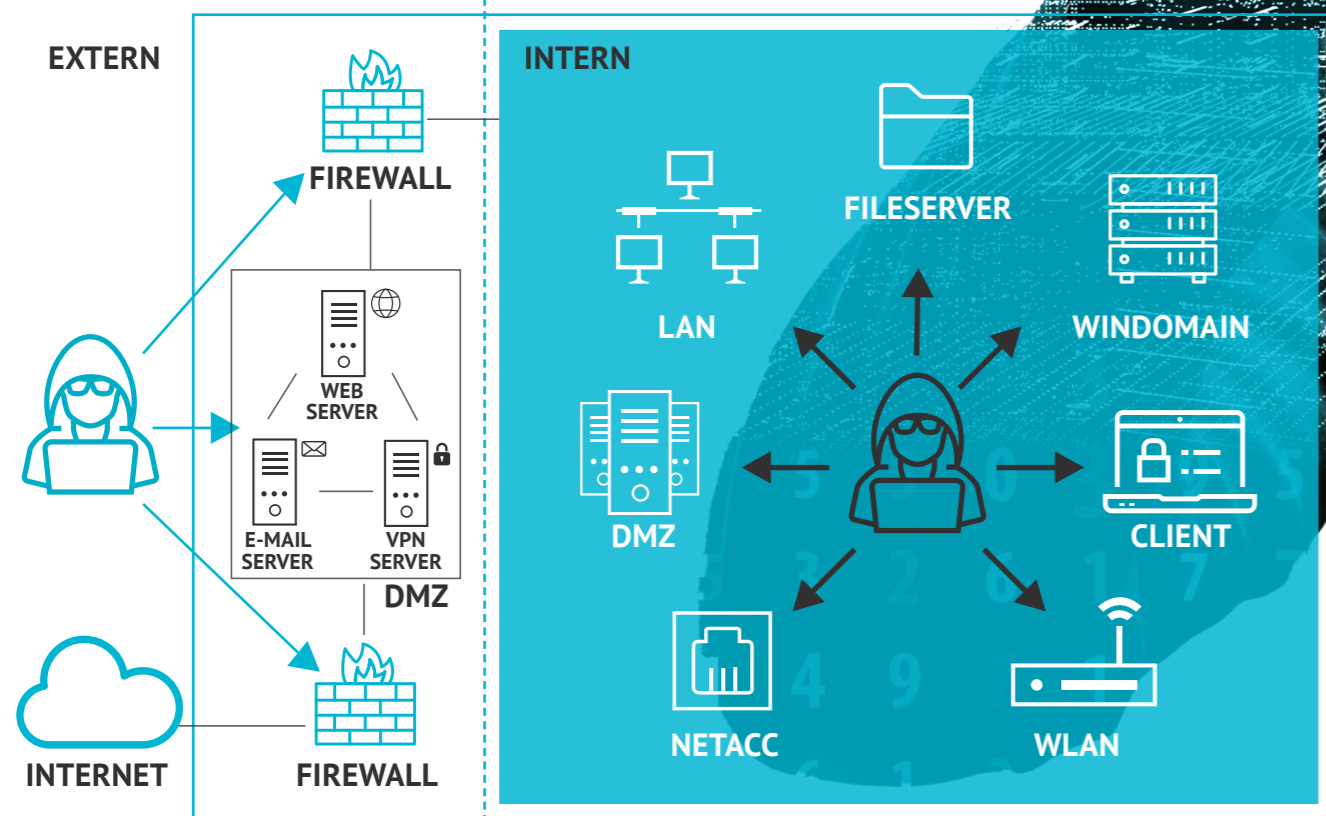 EXTERN
FIREWALL
WEB
SERVER
E-MAIL
SERVER
VPN
SERVER
DMZ
INTERNET
FIREWALL
INTERN
FILESERVER
LAN
WINDOMAIN
DMZ
CLIENT
NETACC
WLAN